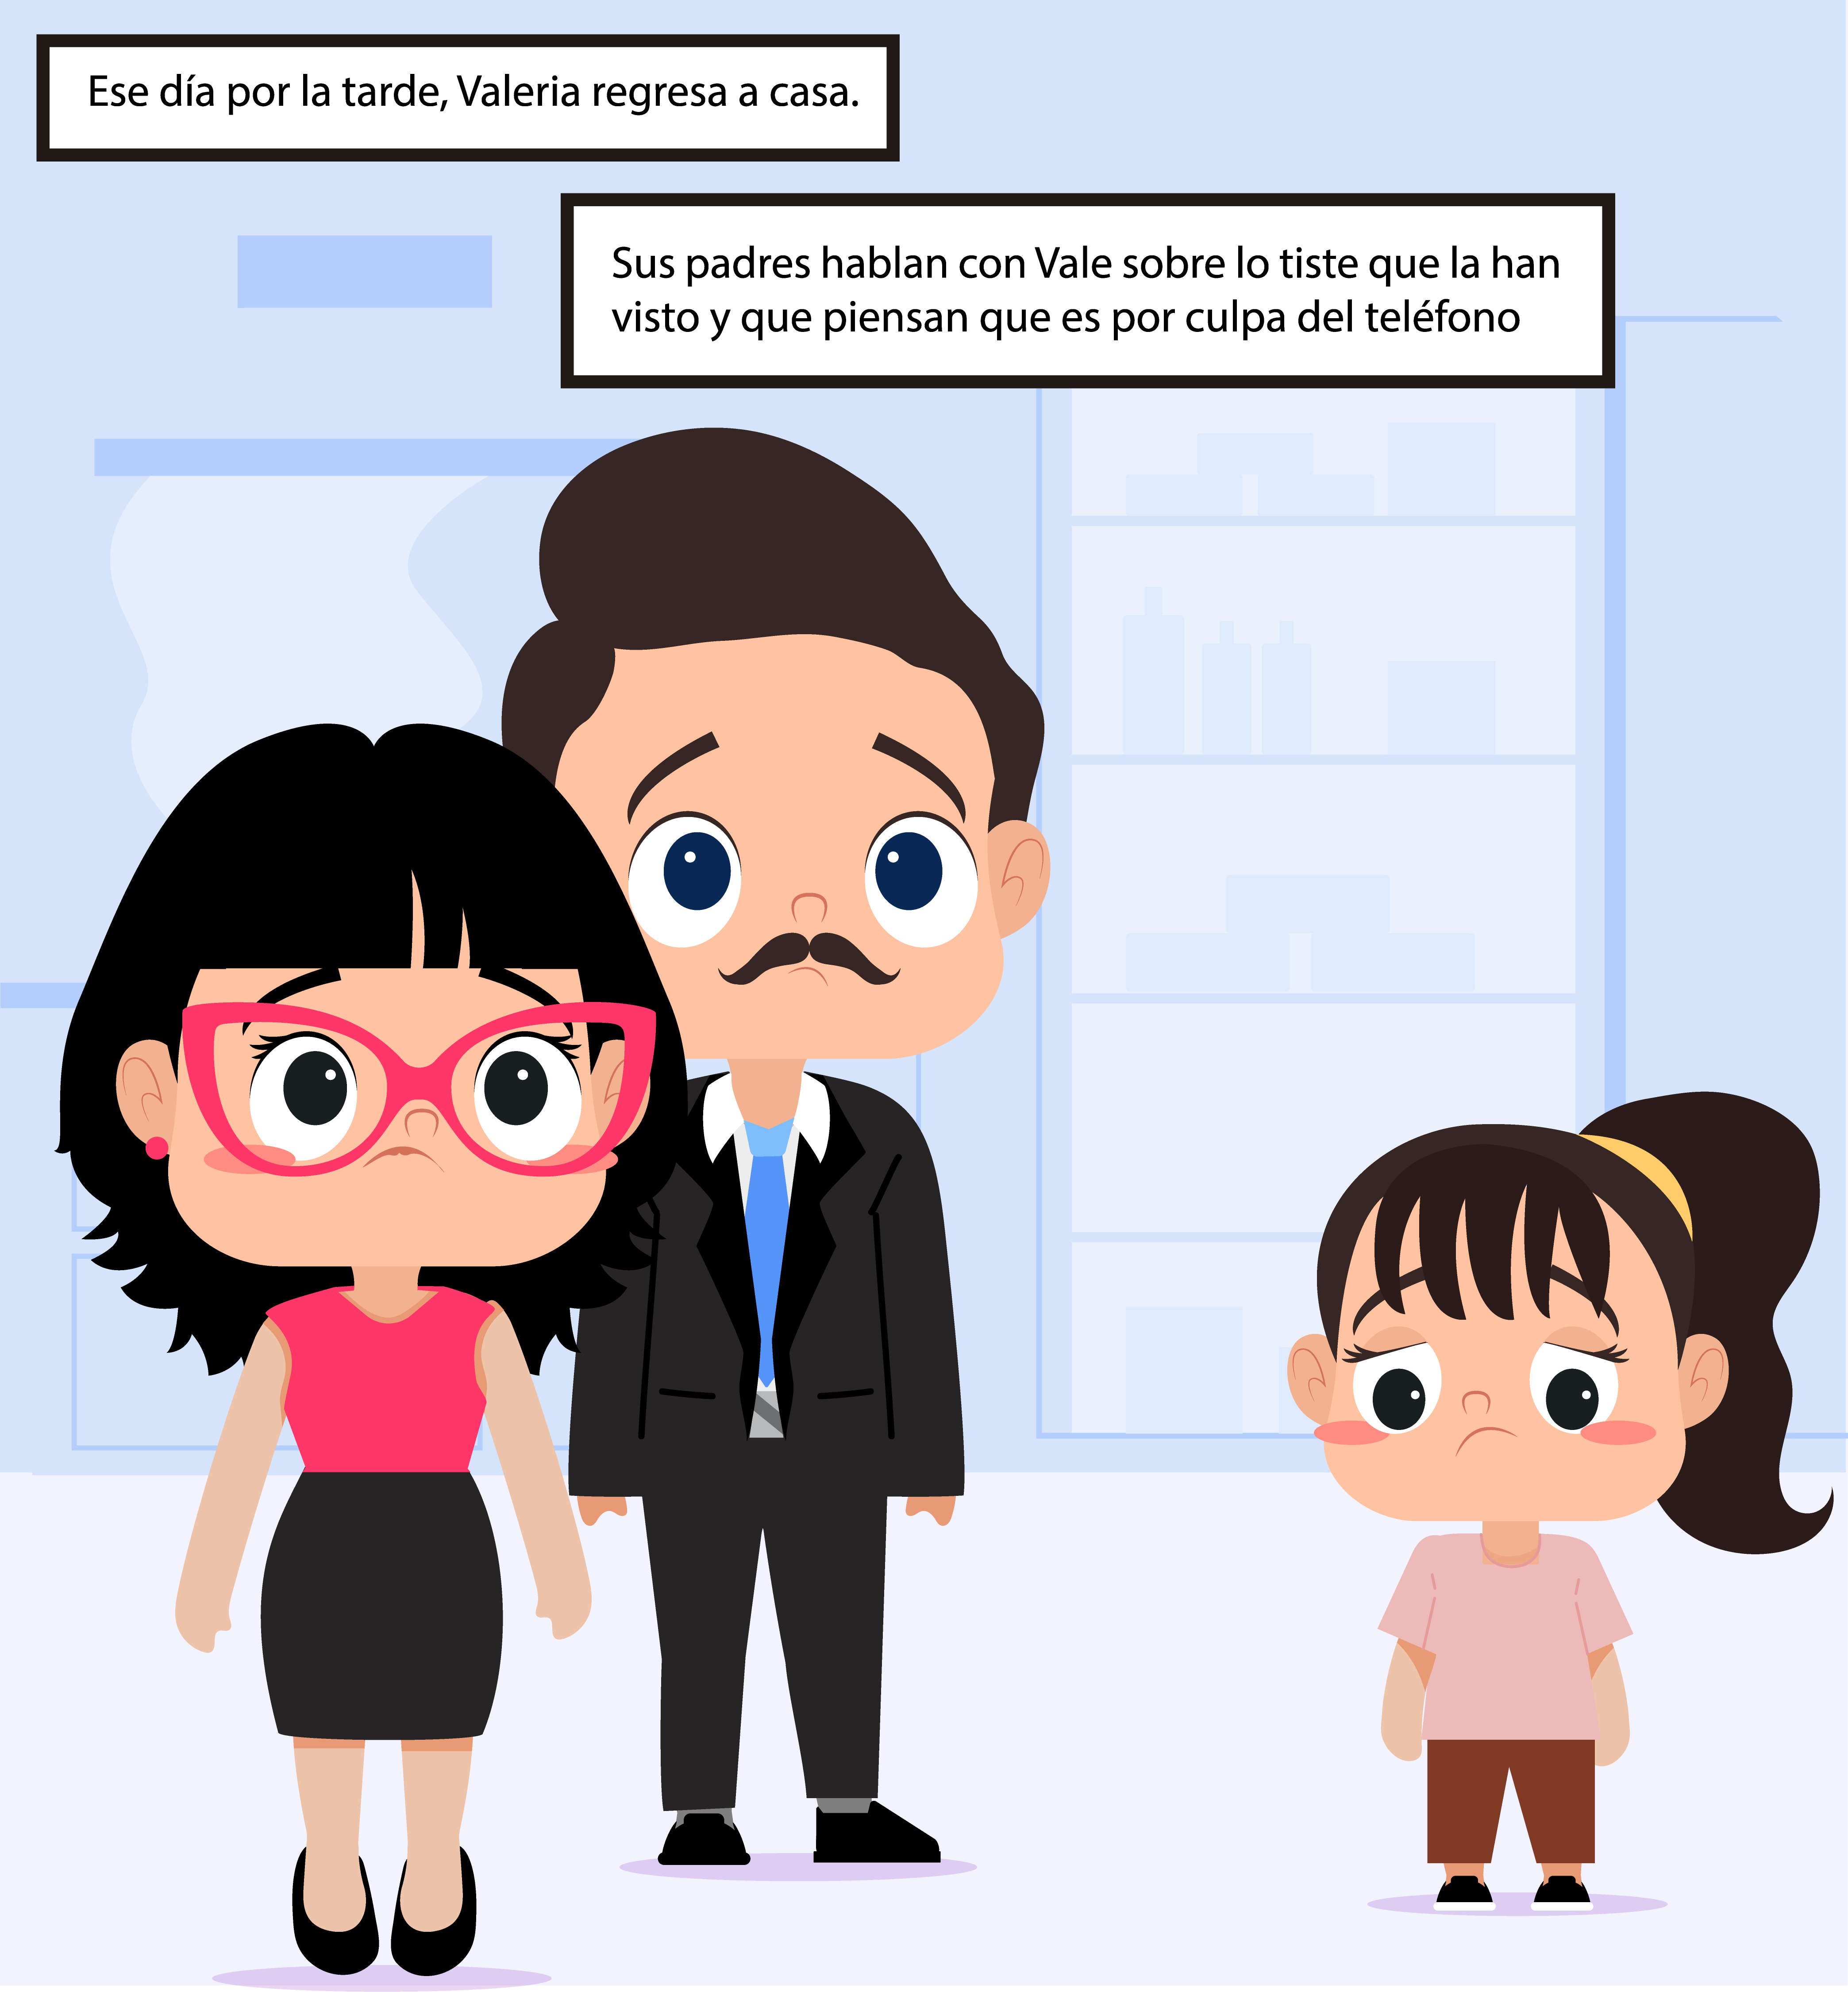 Ese día por la tarde, Valeria regresa a casa.
Sus padres hablan con Vale sobre lo tiste que la han
visto y que piensan que es por culpa del teléfono